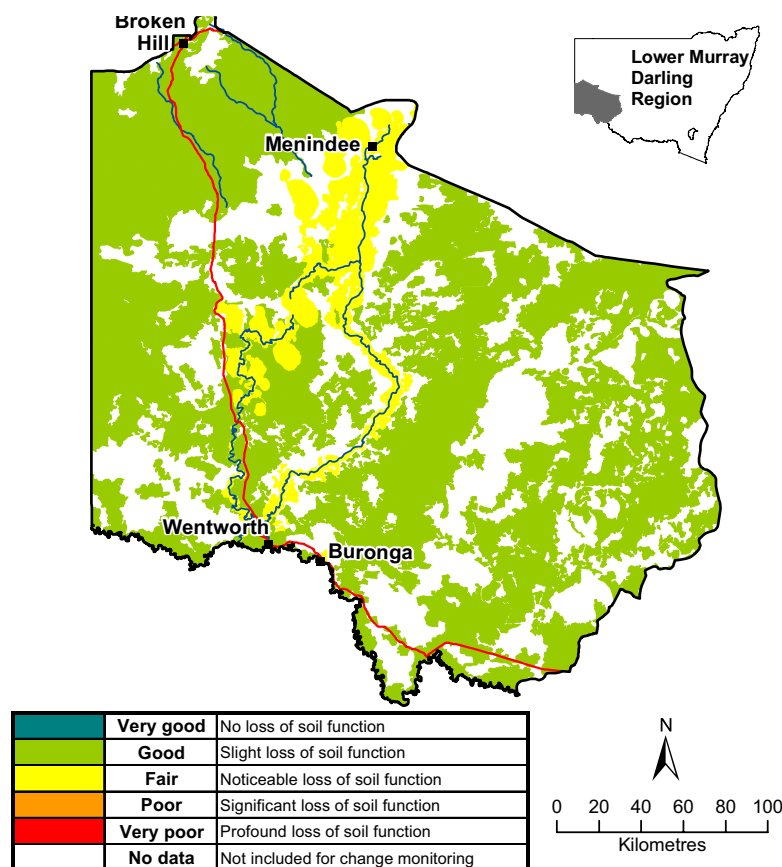 Broken
Hill
Lower Murray
Darling
Region
Menindee
Wentworth
Buronga
Very good No loss of soil function
Good Slight loss of soil function
Fair Noticeable loss of soil function
Poor Significant loss of soil function
Very poor Profound loss of soil function
No data Not included for change monitoring
N
0 20 40 60 80 100
Kilometres